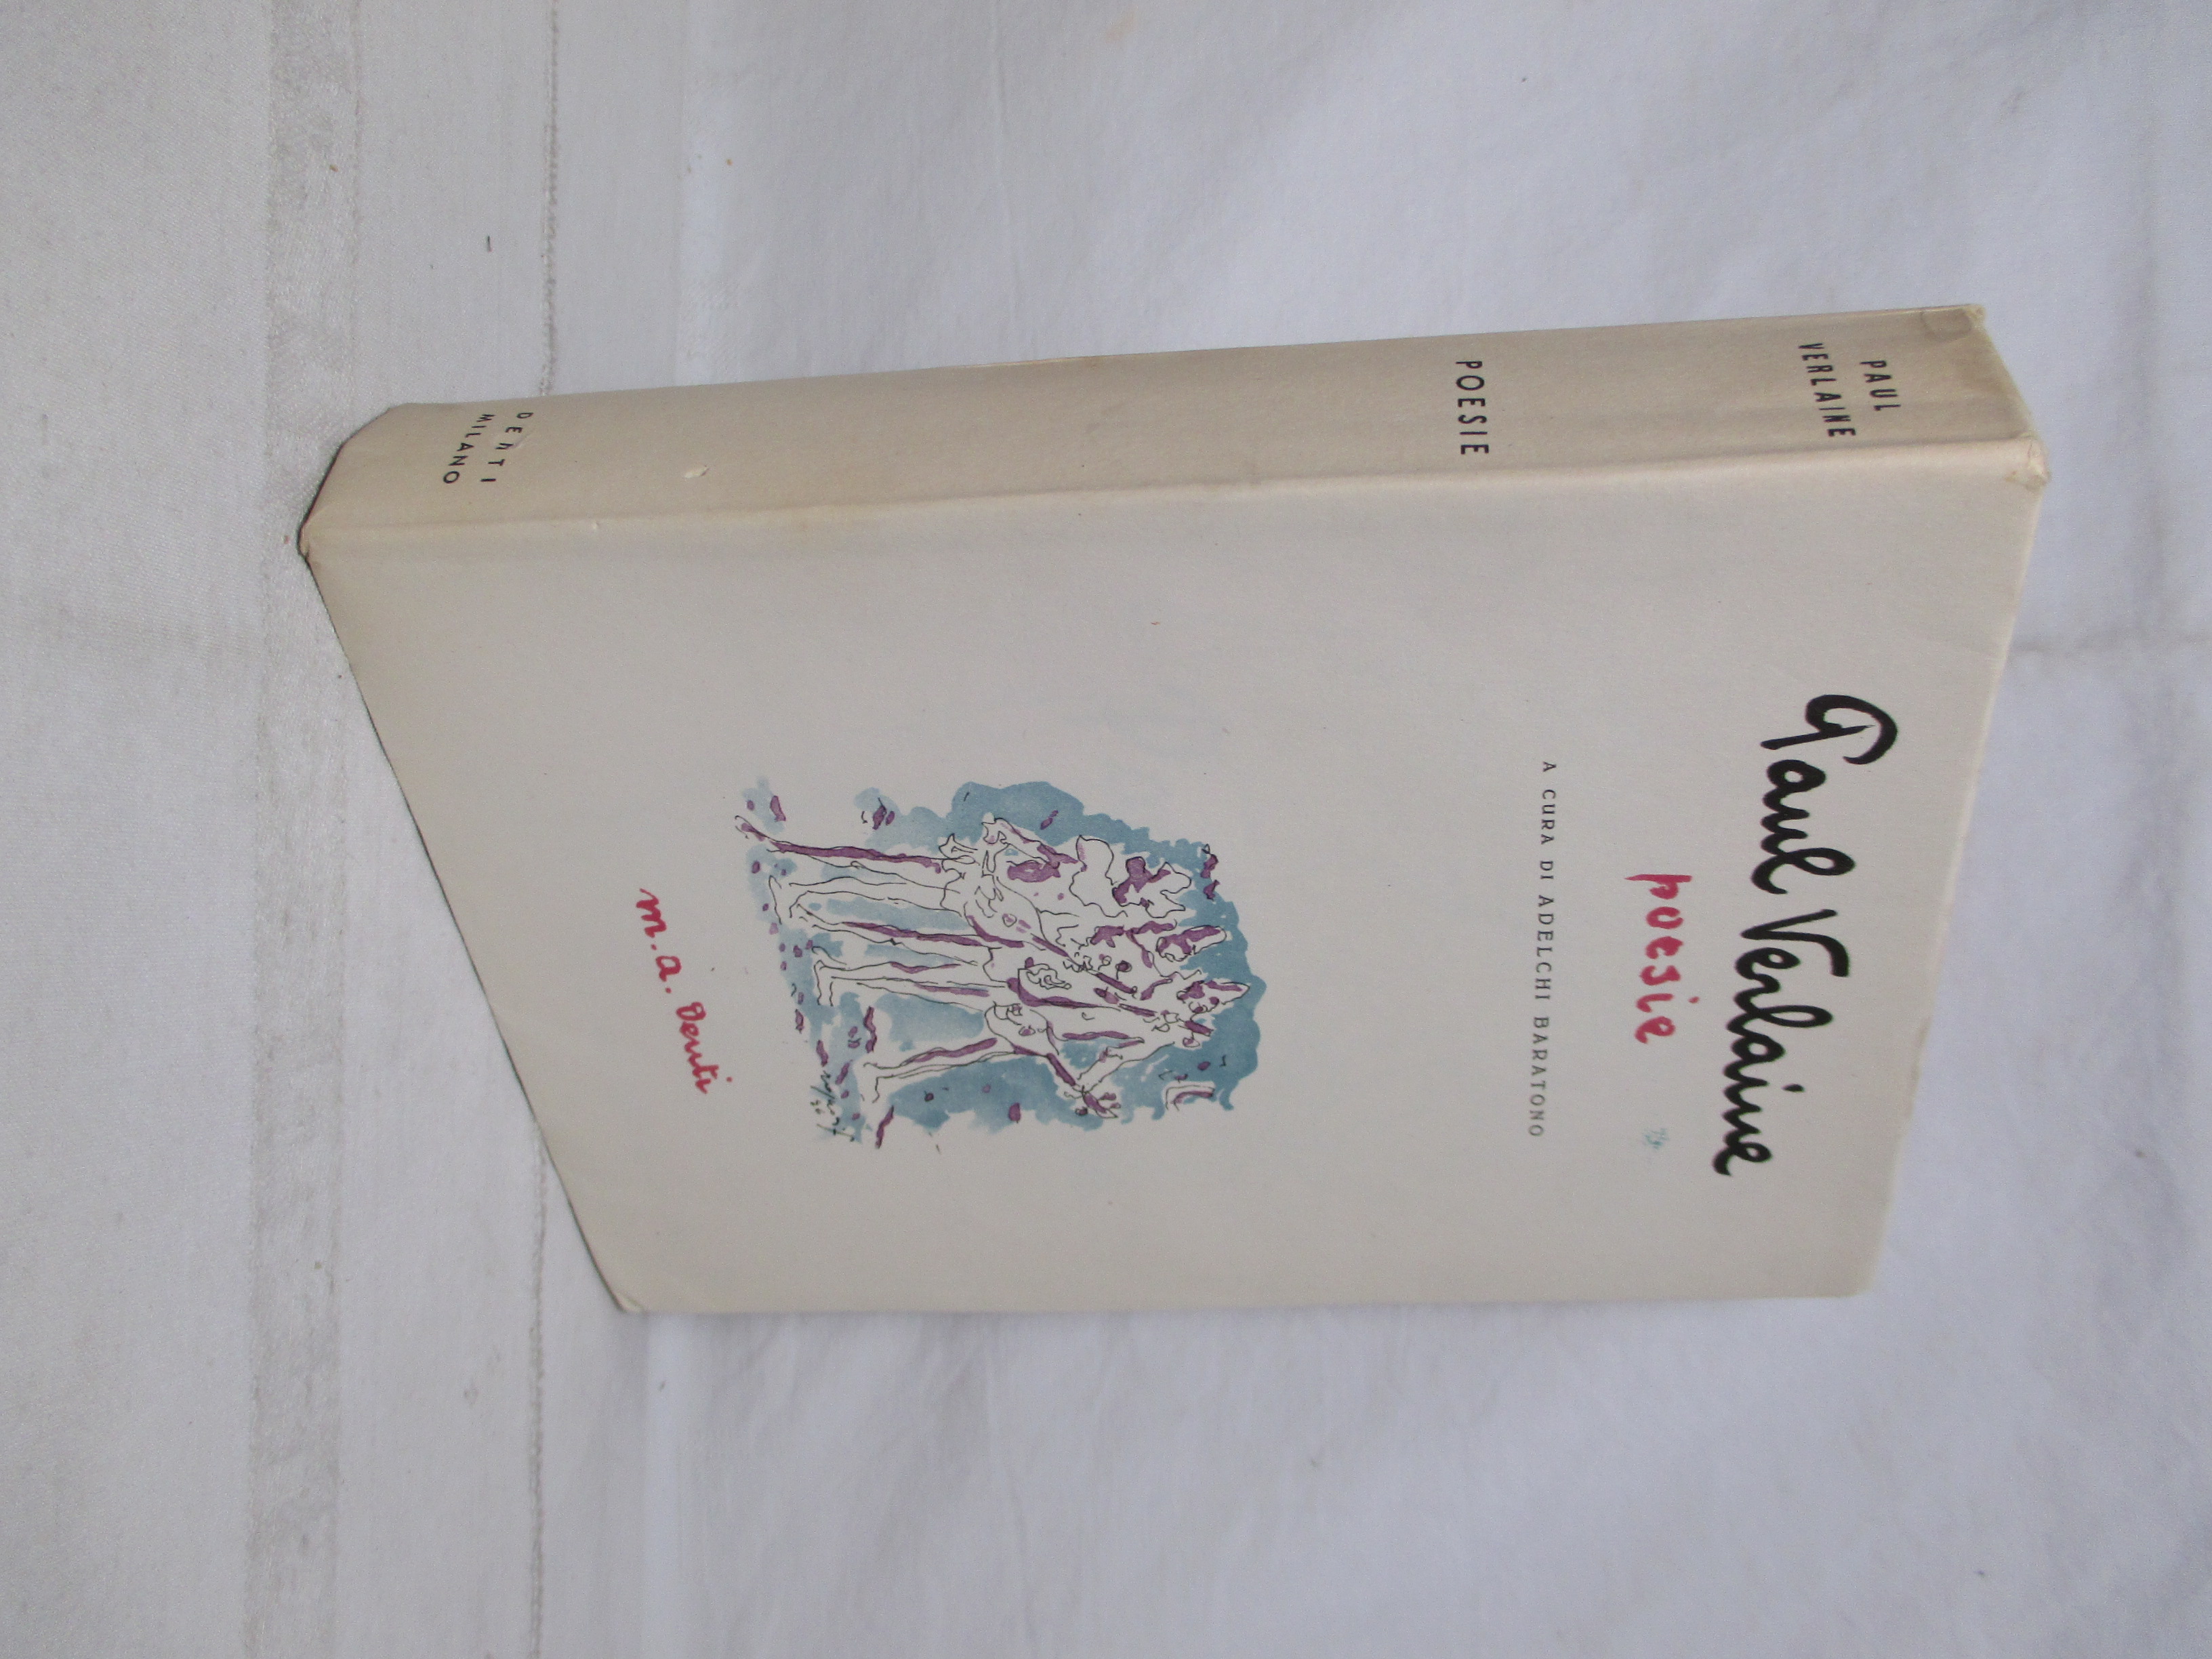 PAUL
VERLAINE
POESIE
DENTI
MILANO
Paul Verlaine
poesie
A CURA DI ADELCHI BARATONO
m.a. Denti